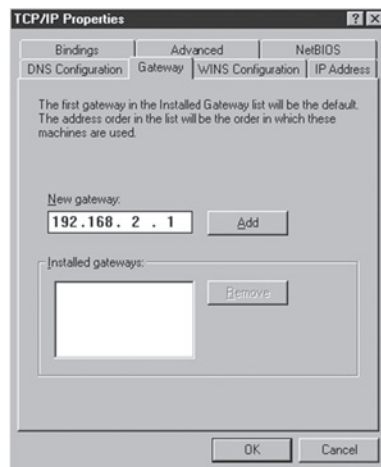 TCP/IP Properties
Bindings Advanced NetBIOS
DNS Configuration Gateway WINS Configuration IP Address
The first gateway in the Installed Gateway list will be the default.
The address order in the list will be the order in which these
machines are used.
New gateway:
192.168. 2 . 1 Add
Installed gateways:
Remove
OK Cancel